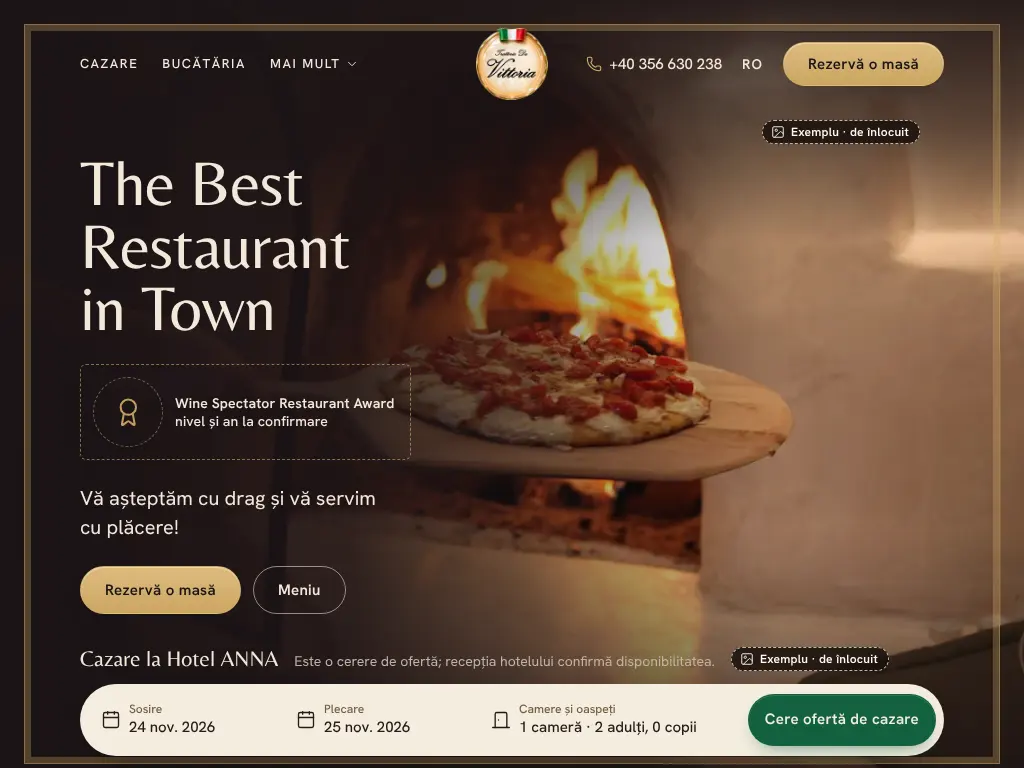 CAZARE
BUCĂTĂRIA
MAI MULT
Trattoria Da
Vittoria
+40 356 630 238
RO
Rezervă o masă
Exemplu · de înlocuit
The Best
Restaurant
in Town
Wine Spectator Restaurant Award
nivel și an la confirmare
Vă așteptăm cu drag și vă servim
cu plăcere!
Rezervă o masă
Meniu
Cazare la Hotel ANNA
Este o cerere de ofertă; recepția hotelului confirmă disponibilitatea.
Exemplu · de înlocuit
Sosire
24 nov. 2026
Plecare
25 nov. 2026
Camere și oaspeți
1 cameră · 2 adulți, 0 copii
Cere ofertă de cazare